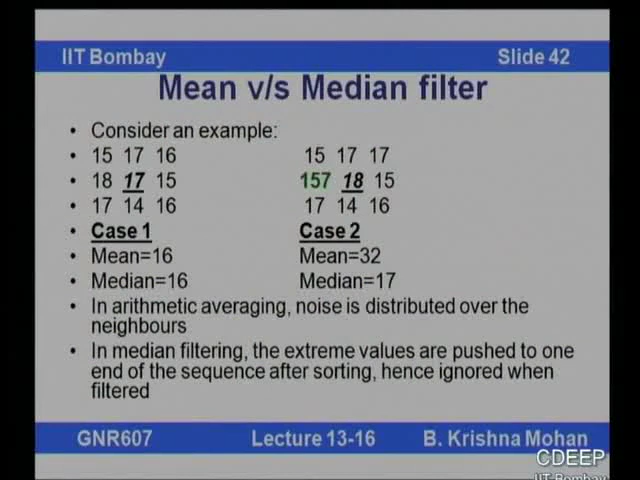 IIT Bombay Slide 42
Mean v/s Median filter
• Consider an example:
• 15 17 16 15 17 17
• 18 17 15 157 18 15
• 17 14 16 17 14 16
• Case 1 Case 2
• Mean=16 Mean=32
• Median=16 Median=17
• In arithmetic averaging, noise is distributed over the
neighbours
• In median filtering, the extreme values are pushed to one
end of the sequence after sorting, hence ignored when
filtered
GNR607 Lecture 13-16 B. Krishna Mohan
CDEEP
IIT Bombay